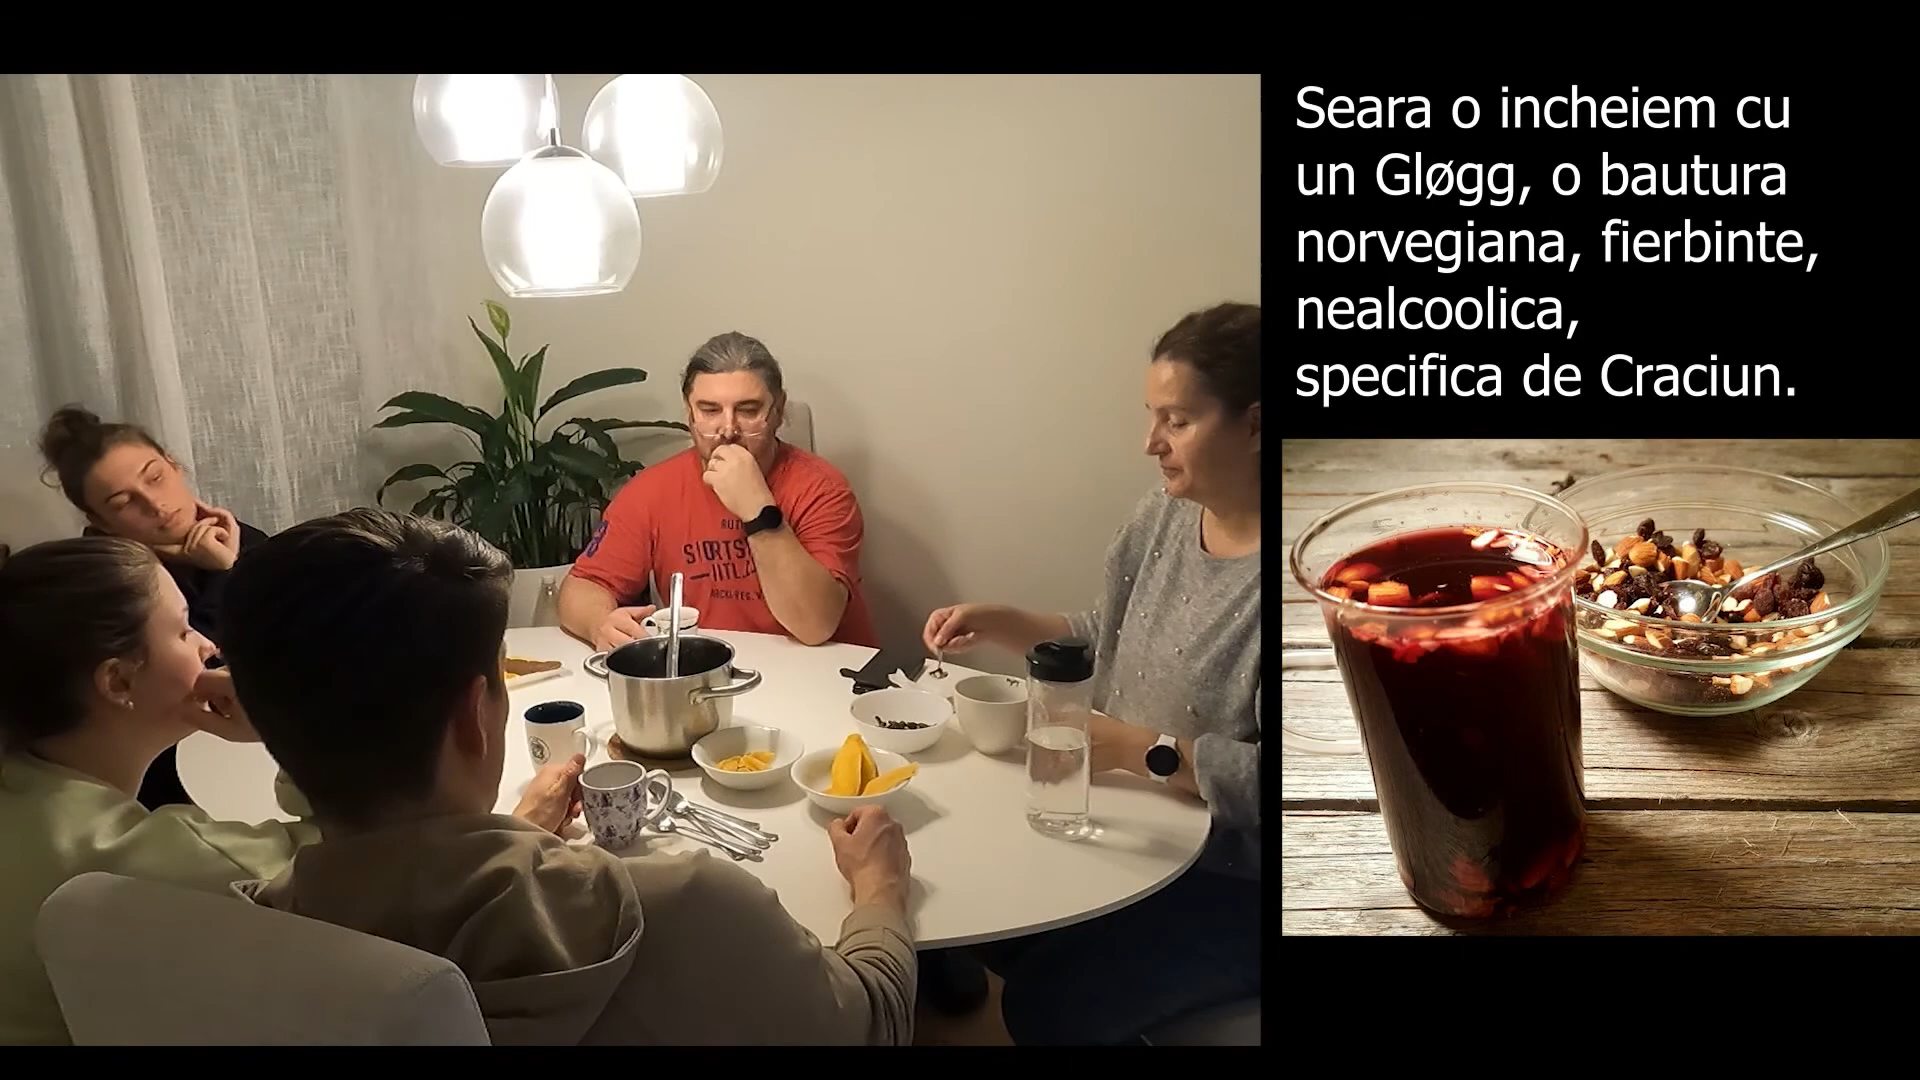 Seara o incheiem cu
un Gløgg, o bautura
norvegiana, fierbinte,
nealcoolica,
specifica de Craciun.